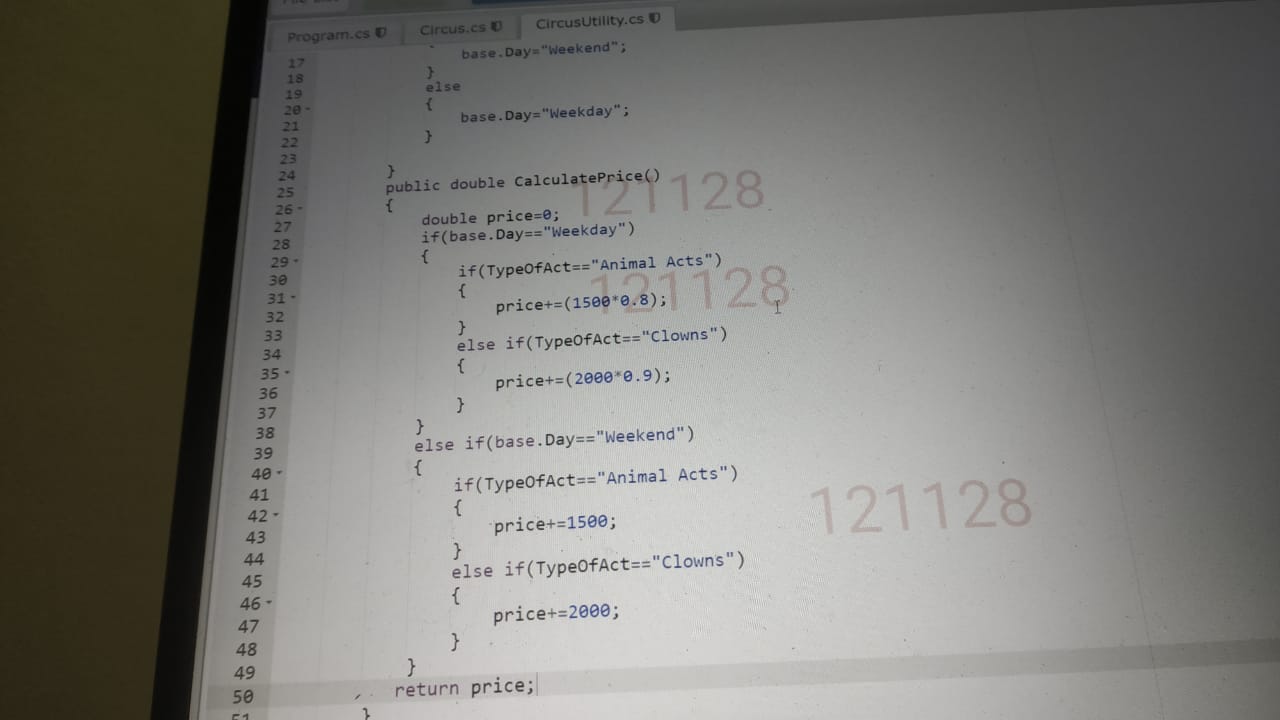 Program.cs Circus.cs CircusUtility.cs
17 base.Day="Weekend";
18 }
19 else
20 {
21 base.Day="Weekday";
22 }
23
24 }
25 public double CalculatePrice()
26 {
27 double price=0;
28 if(base.Day=="Weekday")
29 {
30 if(TypeOfAct=="Animal Acts")
31 {
32 price+=(1500*0.8);
33 }
34 else if(TypeOfAct=="Clowns")
35 {
36 price+=(2000*0.9);
37 }
38 }
39 else if(base.Day=="Weekend")
40 {
41 if(TypeOfAct=="Animal Acts")
42 {
43 price+=1500;
44 }
45 else if(TypeOfAct=="Clowns")
46 {
47 price+=2000;
48 }
49 }
50 return price;
51 }
121128
121128
121128